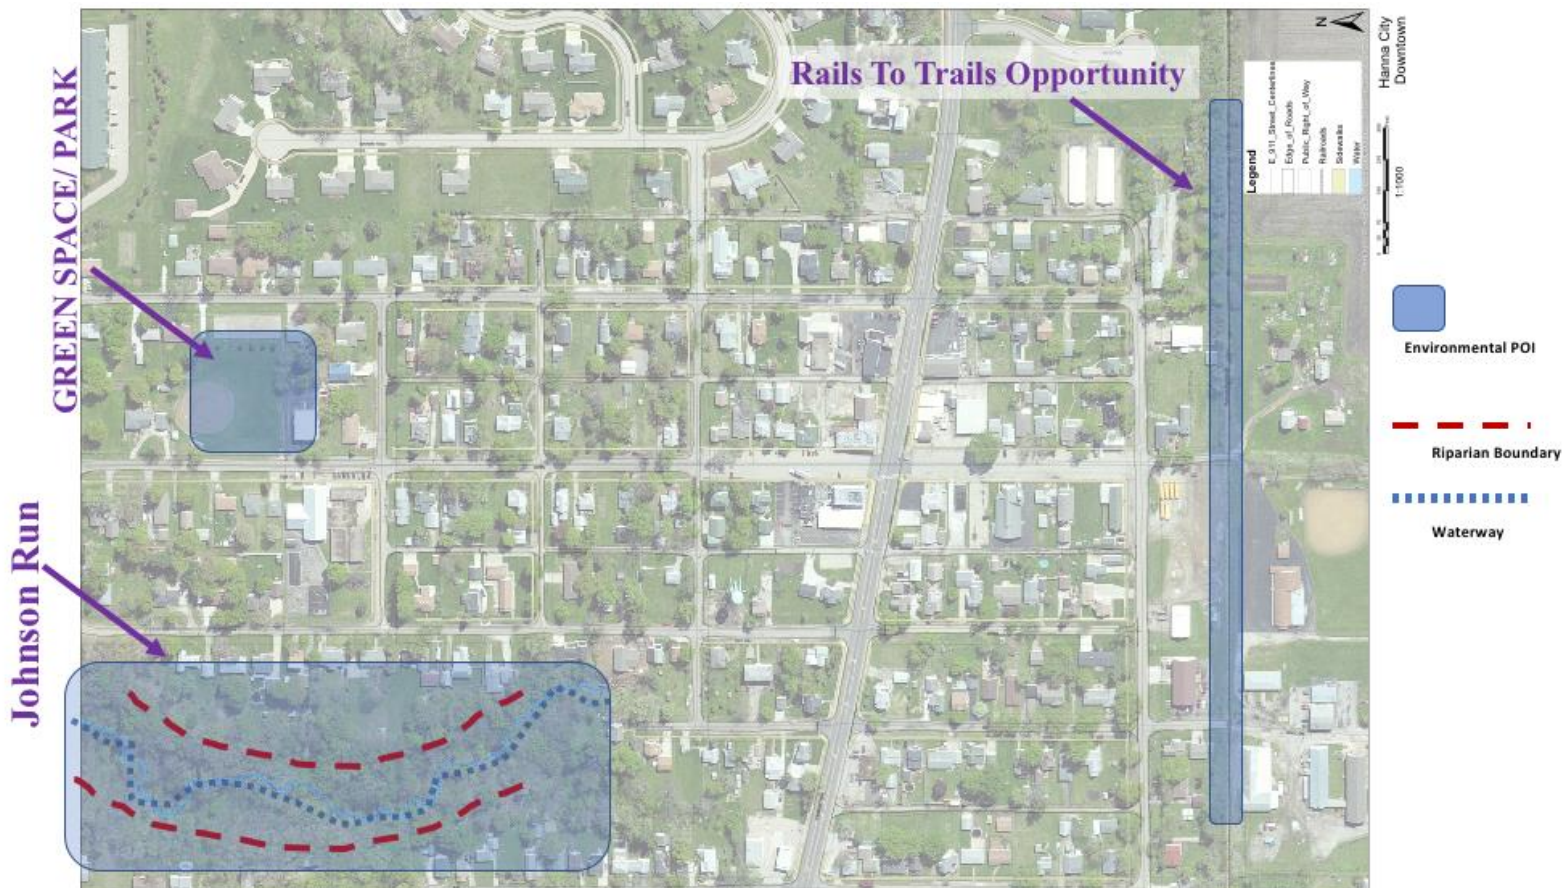 GREEN SPACE/ PARK
Rails To Trails Opportunity
N
Hanna City
Downtown
Legend
E_911_Street_Centerlines
Edge_of_Roads
Public_Right_of_Way
Railroads
Sidewalks
Water
1:1000
Environmental POI
Riparian Boundary
Waterway
Johnson Run